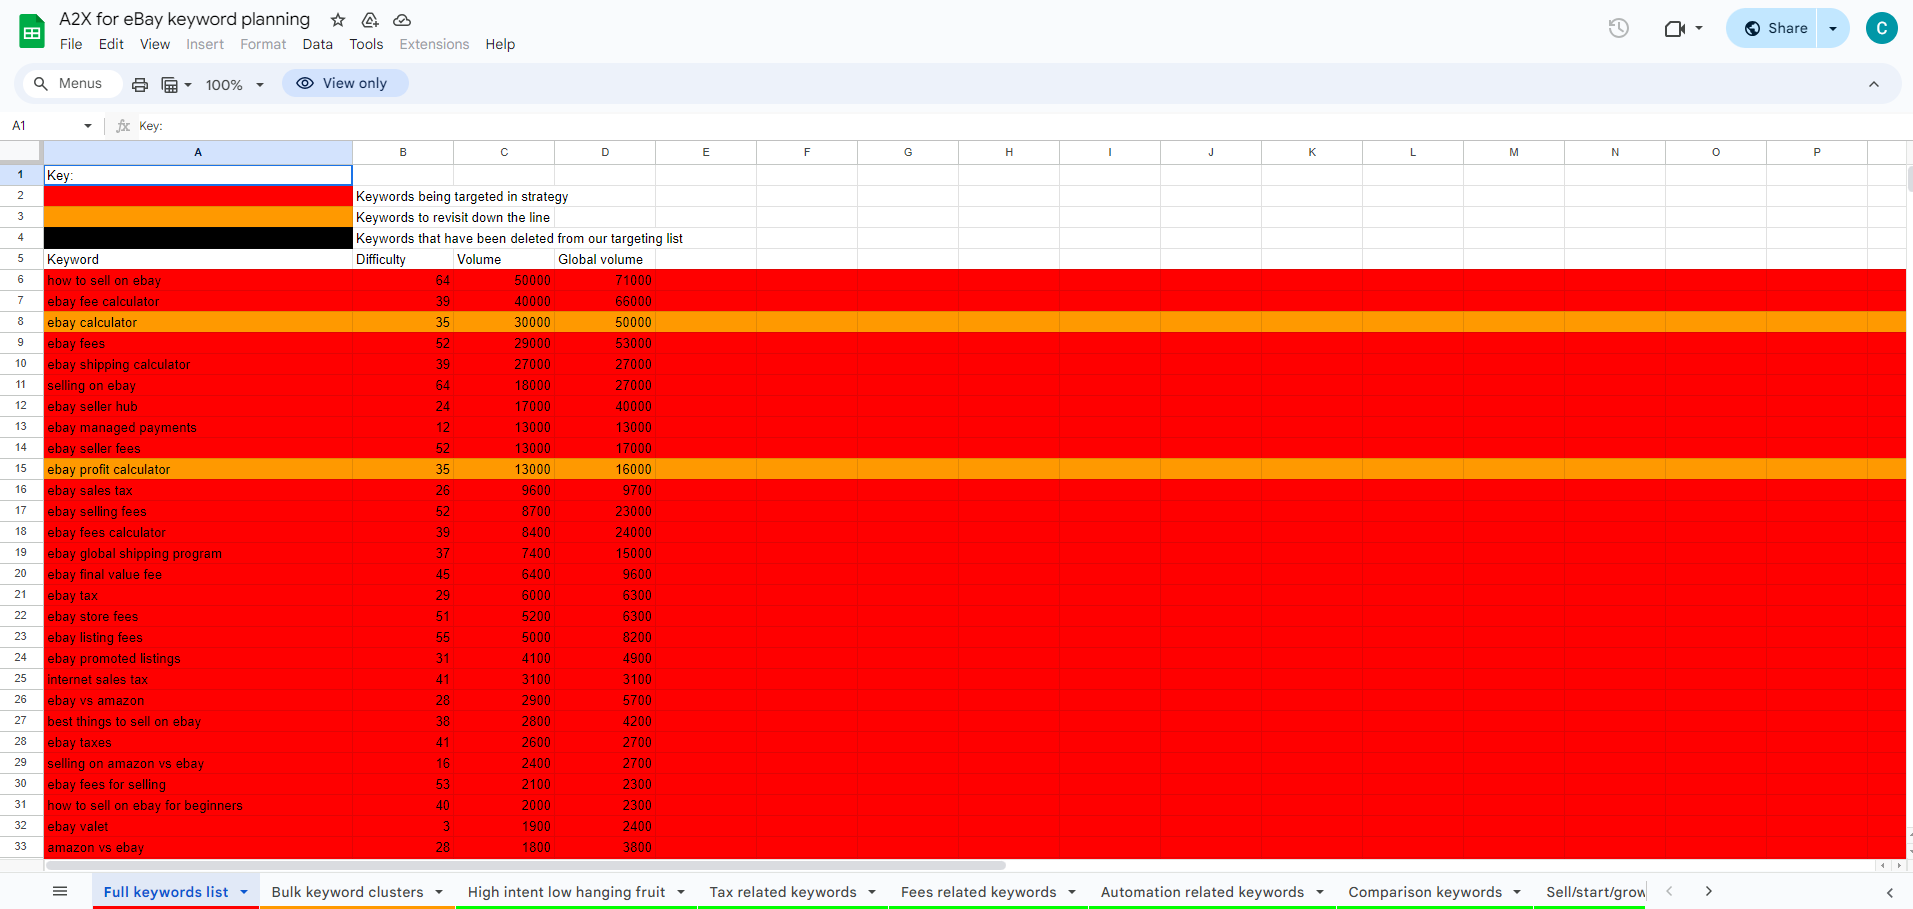 A2X for eBay keyword planning
File Edit View Insert Format Data Tools Extensions Help
Share
C
Menus 100% View only
A1 fx Key:
A B C D E F G H I J K L M N O P
1 Key:
2 Keywords being targeted in strategy
3 Keywords to revisit down the line
4 Keywords that have been deleted from our targeting list
5 Keyword Difficulty Volume Global volume
6 how to sell on ebay 64 50000 71000
7 ebay fee calculator 39 40000 66000
8 ebay calculator 35 30000 50000
9 ebay fees 52 29000 53000
10 ebay shipping calculator 39 27000 27000
11 selling on ebay 64 18000 27000
12 ebay seller hub 24 17000 40000
13 ebay managed payments 12 13000 13000
14 ebay seller fees 52 13000 17000
15 ebay profit calculator 35 13000 16000
16 ebay sales tax 26 9600 9700
17 ebay selling fees 52 8700 23000
18 ebay fees calculator 39 8400 24000
19 ebay global shipping program 37 7400 15000
20 ebay final value fee 45 6400 9600
21 ebay tax 29 6000 6300
22 ebay store fees 51 5200 6300
23 ebay listing fees 55 5000 8200
24 ebay promoted listings 31 4100 4900
25 internet sales tax 41 3100 3100
26 ebay vs amazon 28 2900 5700
27 best things to sell on ebay 38 2800 4200
28 ebay taxes 41 2600 2700
29 selling on amazon vs ebay 16 2400 2700
30 ebay fees for selling 53 2100 2300
31 how to sell on ebay for beginners 40 2000 2300
32 ebay valet 3 1900 2400
33 amazon vs ebay 28 1800 3800
Full keywords list Bulk keyword clusters High intent low hanging fruit Tax related keywords Fees related keywords Automation related keywords Comparison keywords Sell/start/grow